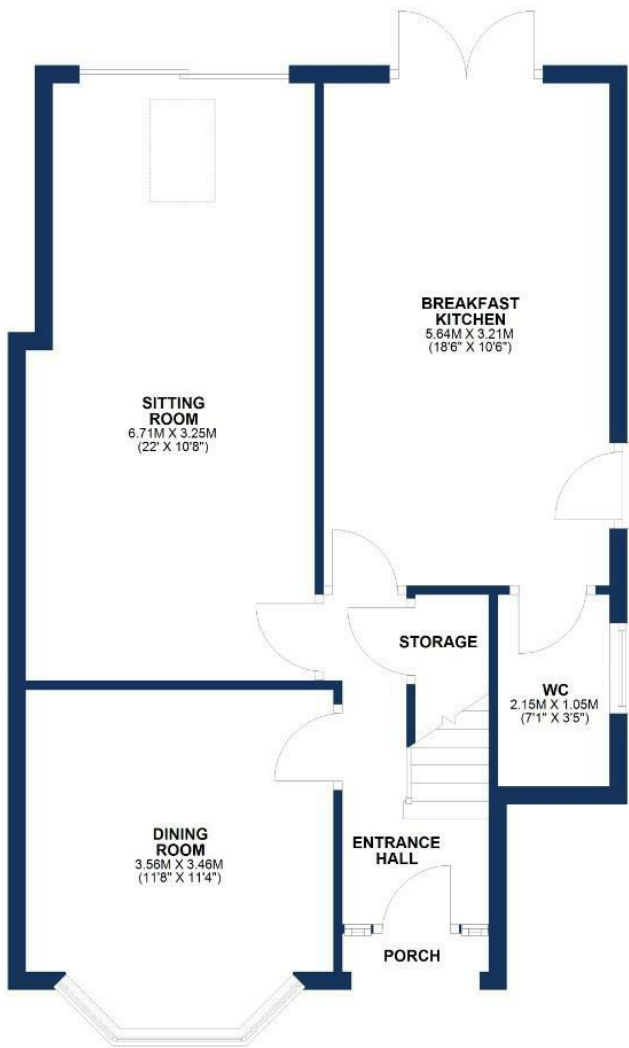 BREAKFAST
KITCHEN
5.64M X 3.21M
(18'6" X 10'6")
SITTING
ROOM
6.71M X 3.25M
(22' X 10'8")
STORAGE
WC
2.15M X 1.05M
(7'1" X 3'5")
DINING
ROOM
3.56M X 3.46M
(11'8" X 11'4")
ENTRANCE
HALL
PORCH